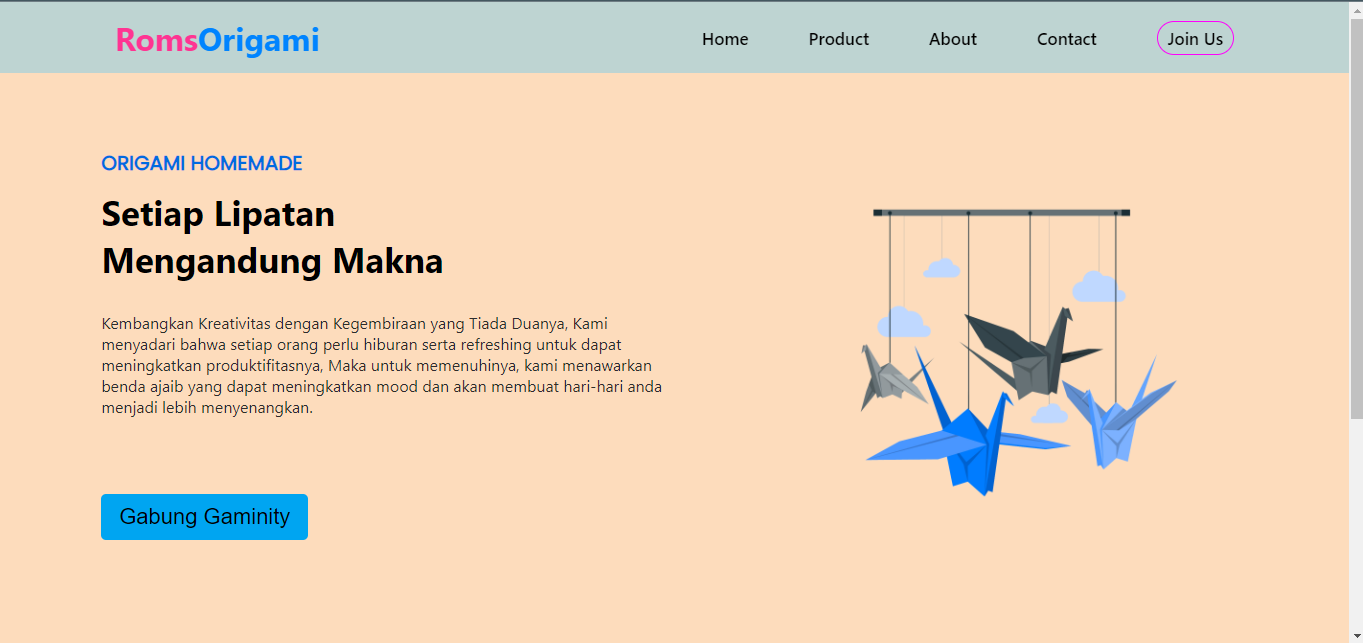 RomsOrigami
Home
Product
About
Contact
Join Us
ORIGAMI HOMEMADE
Setiap Lipatan
Mengandung Makna
Kembangkan Kreativitas dengan Kegembiraan yang Tiada Duanya, Kami
menyadari bahwa setiap orang perlu hiburan serta refreshing untuk dapat
meningkatkan produktifitasnya, Maka untuk memenuhinya, kami menawarkan
benda ajaib yang dapat meningkatkan mood dan akan membuat hari-hari anda
menjadi lebih menyenangkan.
Gabung Gaminity